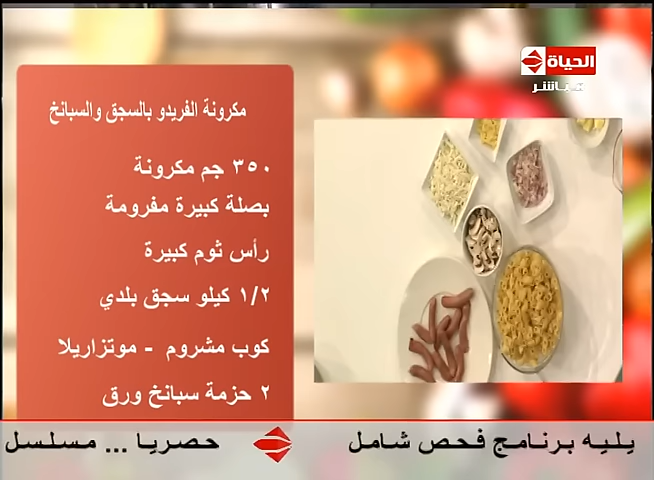 الحياة
مباشر
مكرونة الفريدو بالسجق والسبانخ
٣٥٠ جم مكرونة
بصلة كبيرة مفرومة
رأس ثوم كبيرة
١/٢ كيلو سجق بلدي
كوب مشروم - موتزاريلا
٢ حزمة سبانخ ورق
يليه برنامج فحص شامل حصريا ... مسلسل